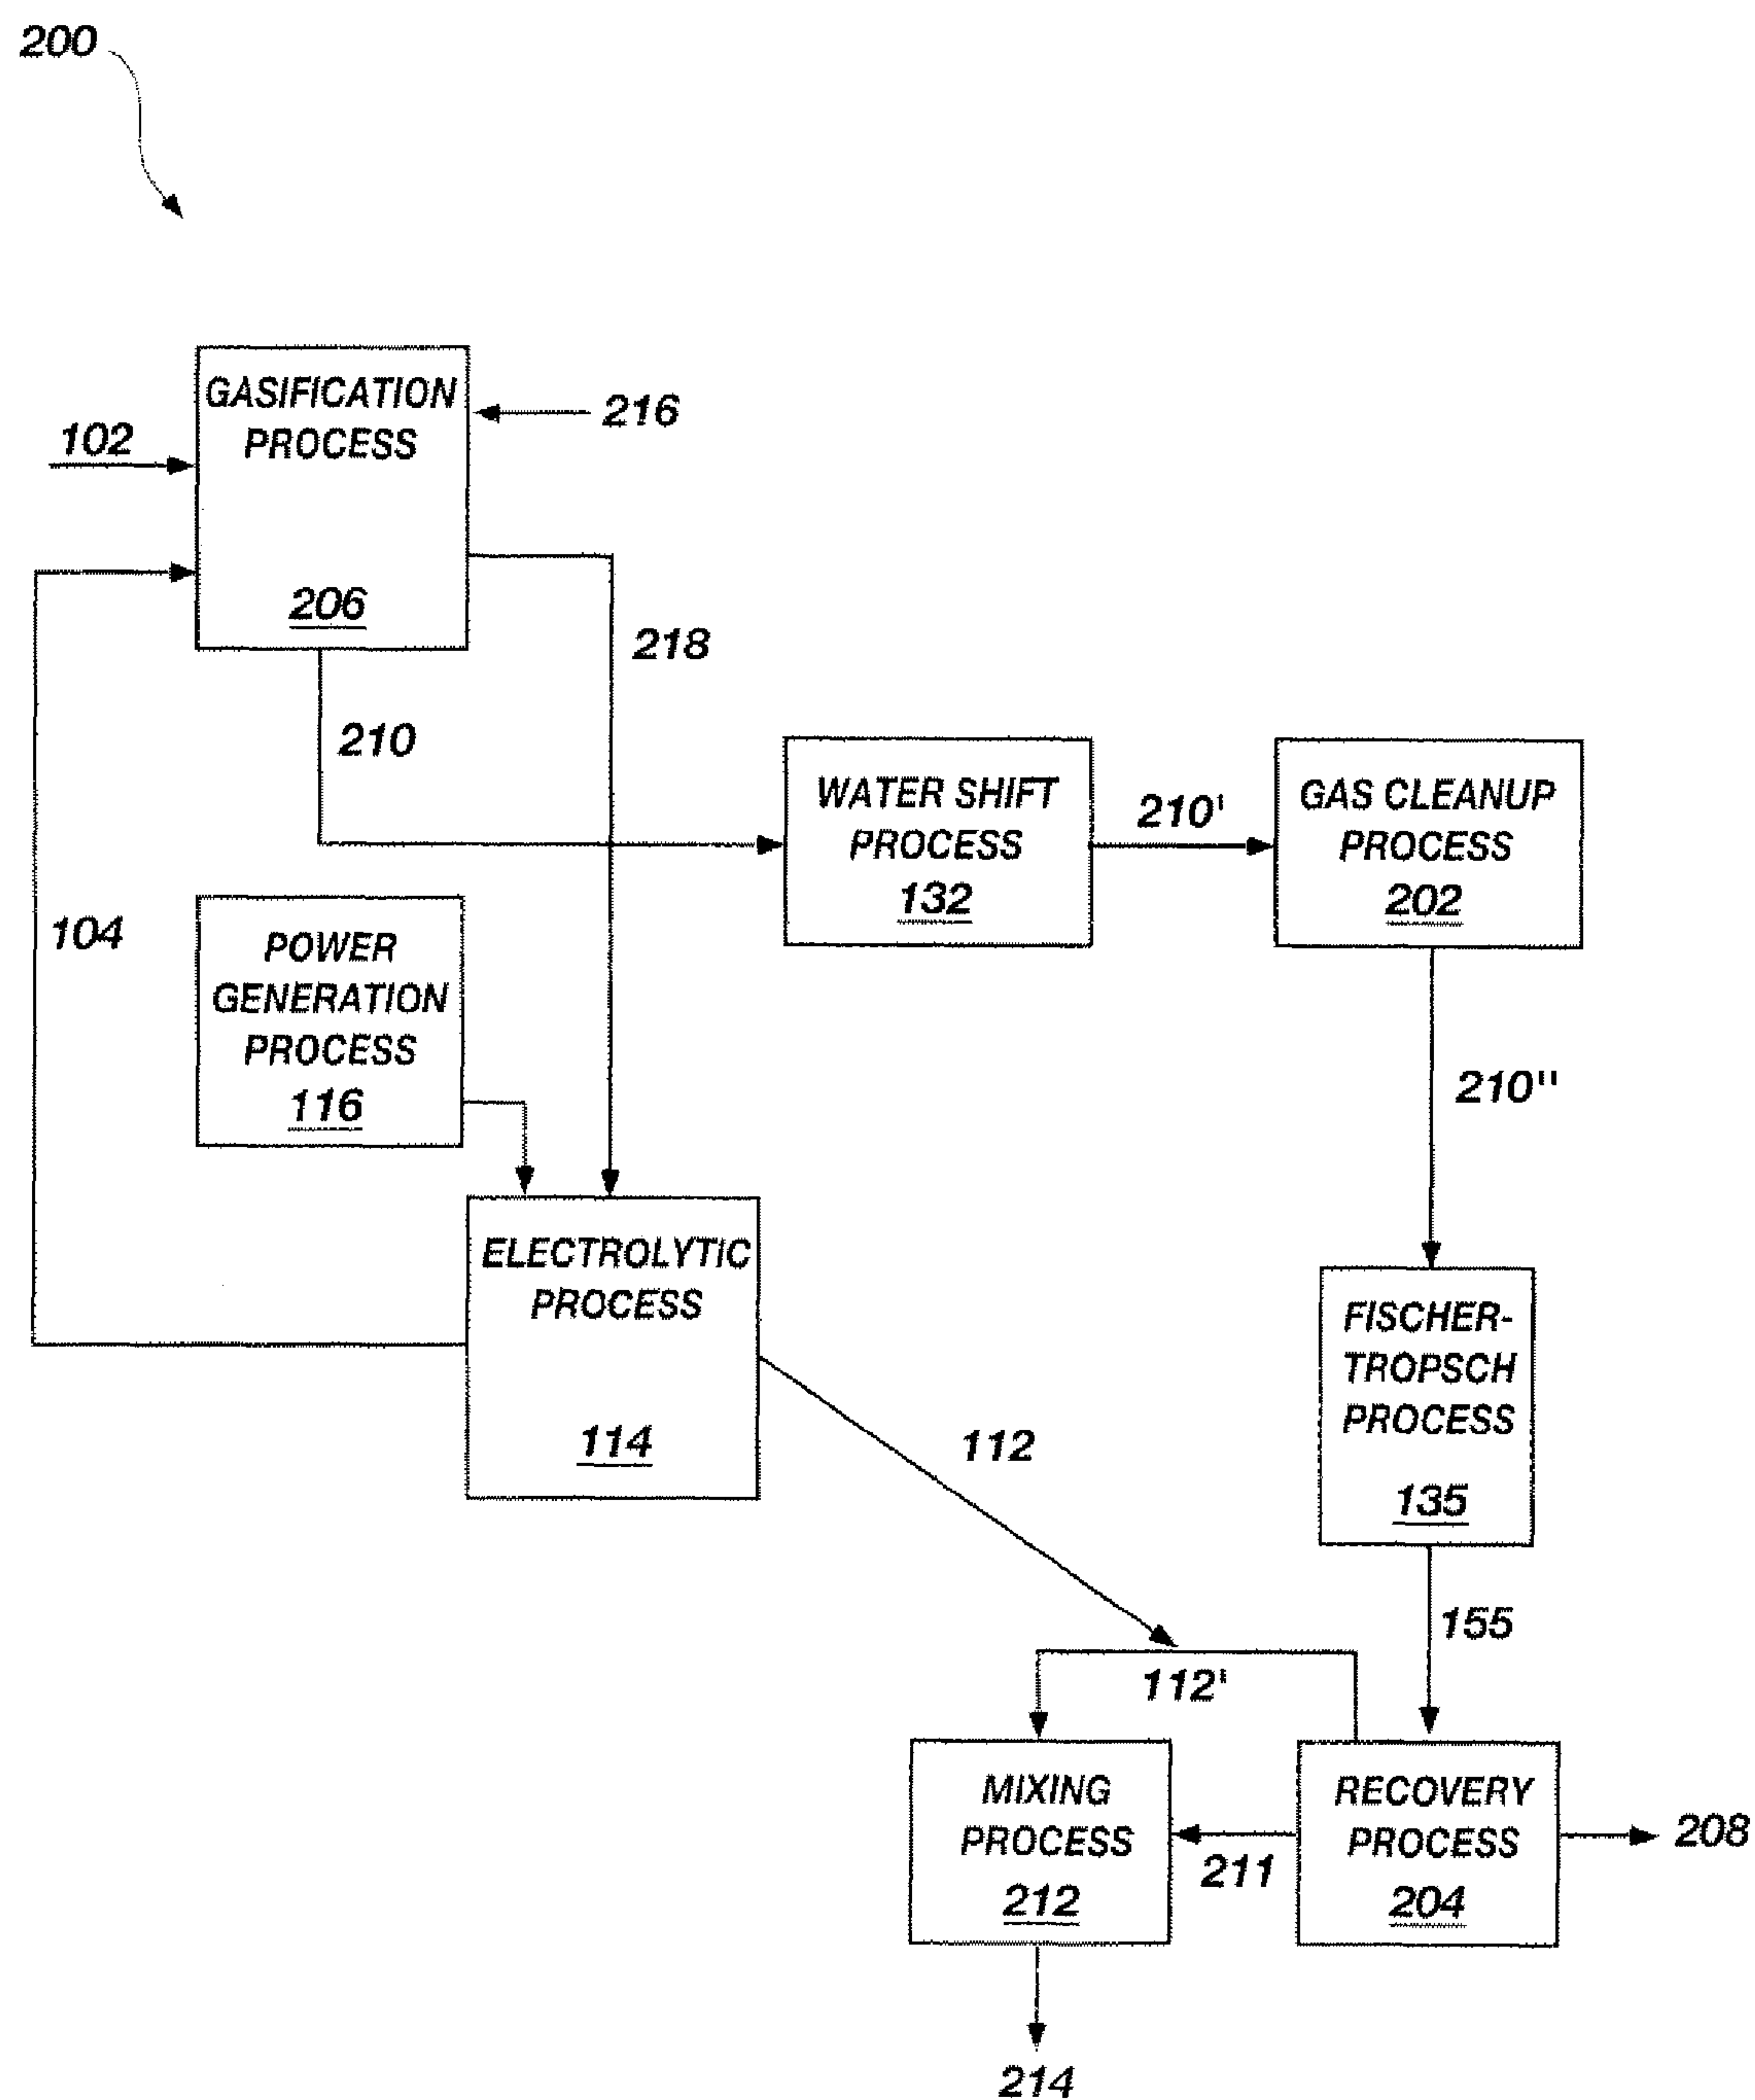 200
GASIFICATION
PROCESS
206
216
102
218
210
104
WATER SHIFT
PROCESS
132
210'
GAS CLEANUP
PROCESS
202
POWER
GENERATION
PROCESS
116
210"
ELECTROLYTIC
PROCESS
114
FISCHER-
TROPSCH
PROCESS
135
112
155
112'
MIXING
PROCESS
212
211
RECOVERY
PROCESS
204
208
214